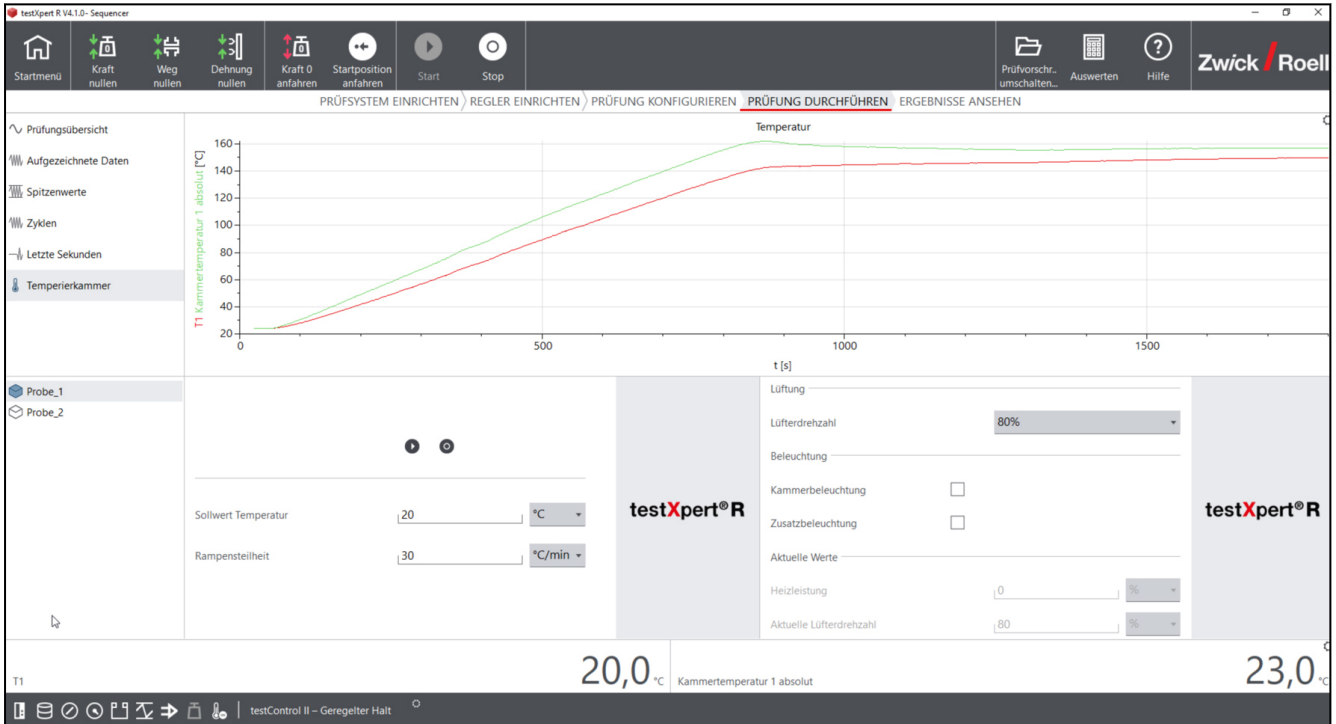 testXpert R V4.1.0- Sequencer
Startmenü
Kraft nullen
Weg nullen
Dehnung nullen
Kraft 0 anfahren
Startposition anfahren
Start
Stop
Prüfvorschr.. umschalten...
Auswerten
Hilfe
Zwick Roell
PRÜFSYSTEM EINRICHTEN REGLER EINRICHTEN PRÜFUNG KONFIGURIEREN PRÜFUNG DURCHFÜHREN ERGEBNISSE ANSEHEN
Prüfungsübersicht
Aufgezeichnete Daten
Spitzenwerte
Zyklen
Letzte Sekunden
Temperierkammer
Temperatur
T1 Kammertemperatur 1 absolut [°C]
160
140
120
100
80
60
40
20
0 500 1000 1500
t [s]
Probe_1
Probe_2
Sollwert Temperatur 20 °C
Rampensteilheit 30 °C/min
testXpert® R
Lüftung
Lüfterdrehzahl 80%
Beleuchtung
Kammerbeleuchtung
Zusatzbeleuchtung
Aktuelle Werte
Heizleistung 0 %
Aktuelle Lüfterdrehzahl 80 %
testXpert® R
T1 20,0 °C
Kammertemperatur 1 absolut 23,0 °C
testControl II – Geregelter Halt